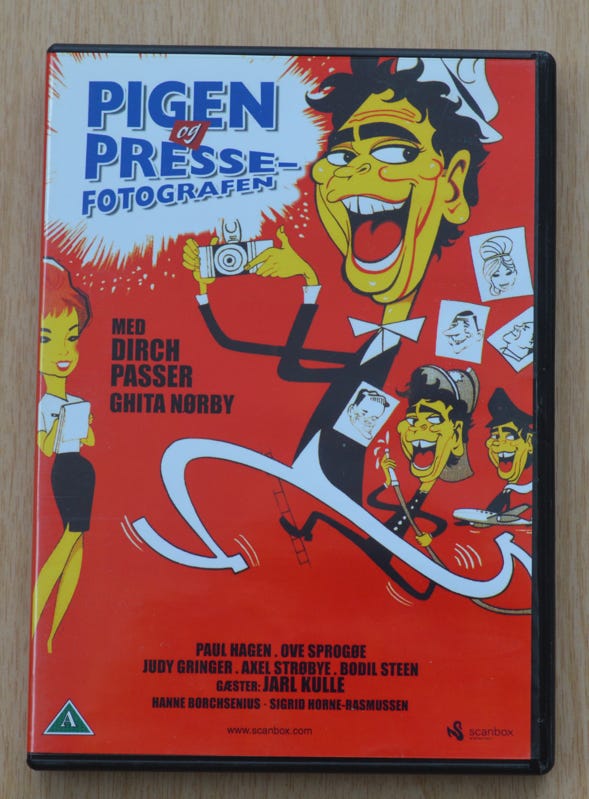 PIGEN
og
PRESSE-
FOTOGRAFEN
MED
DIRCH
PASSER
GHITA NØRBY
PAUL HAGEN . OVE SPROGØE
JUDY GRINGER . AXEL STRØBYE . BODIL STEEN
GÆSTER: JARL KULLE
HANNE BORCHSENIUS - SIGRID HORNE-RASMUSSEN
A
www.scanbox.com
scanbox